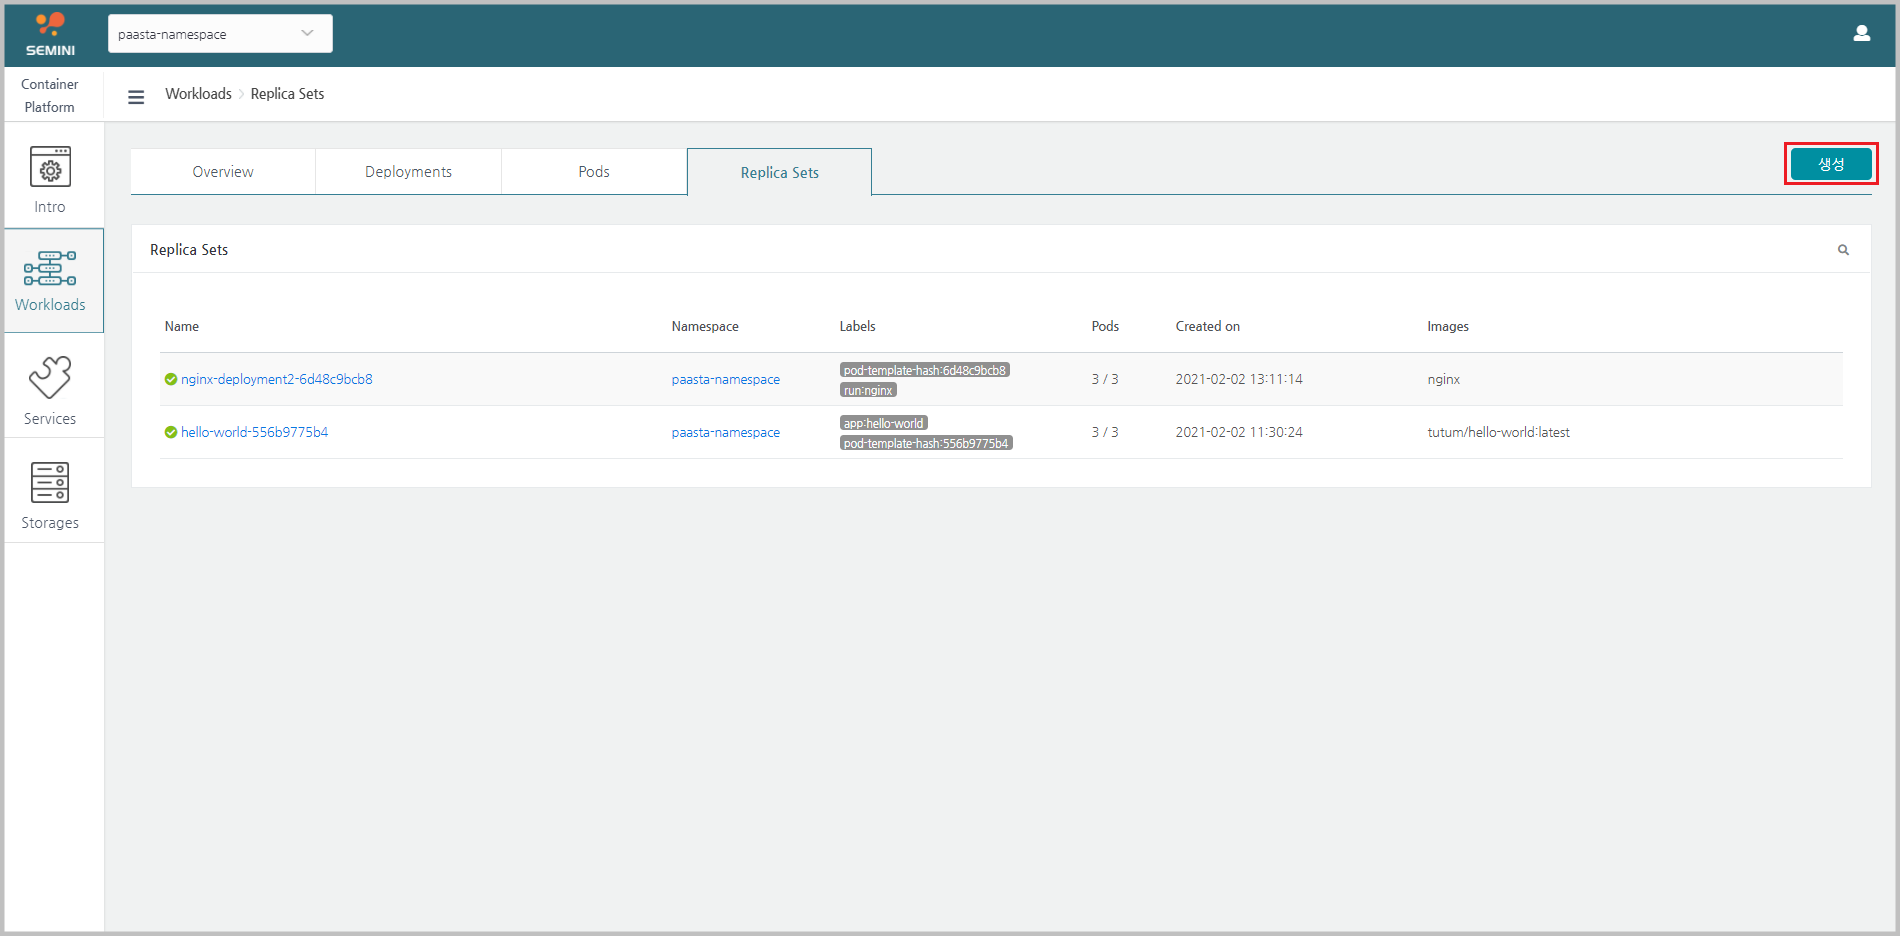 SEMINI
paasta-namespace
Container
Platform
Workloads > Replica Sets
Intro
Workloads
Services
Storages
Overview
Deployments
Pods
Replica Sets
생성
Replica Sets
Name Namespace Labels Pods Created on Images
nginx-deployment2-6d48c9bcb8 paasta-namespace pod-template-hash:6d48c9bcb8 3 / 3 2021-02-02 13:11:14 nginx
run:nginx
hello-world-556b9775b4 paasta-namespace app:hello-world 3 / 3 2021-02-02 11:30:24 tutum/hello-world:latest
pod-template-hash:556b9775b4